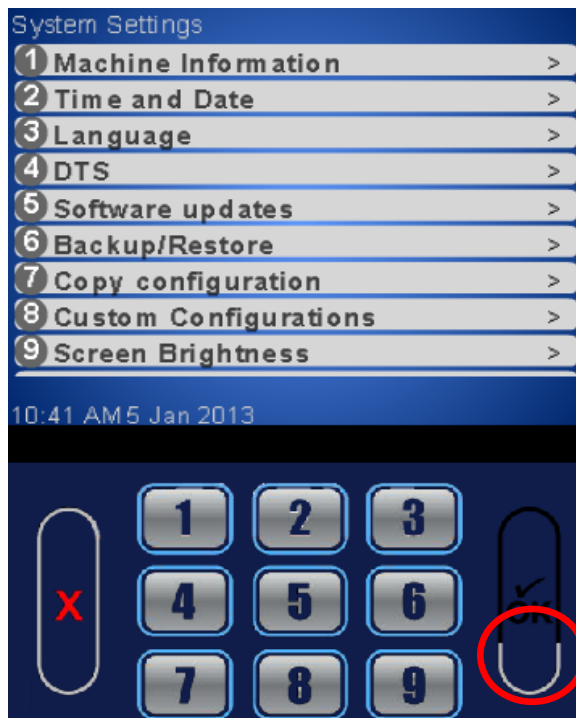 System Settings
1 Machine Information >
2 Time and Date >
3 Language >
4 DTS >
5 Software updates >
6 Backup/Restore >
7 Copy configuration >
8 Custom Configurations >
9 Screen Brightness >
10:41 AM 5 Jan 2013
1 2 3
X 4 5 6 OK
7 8 9